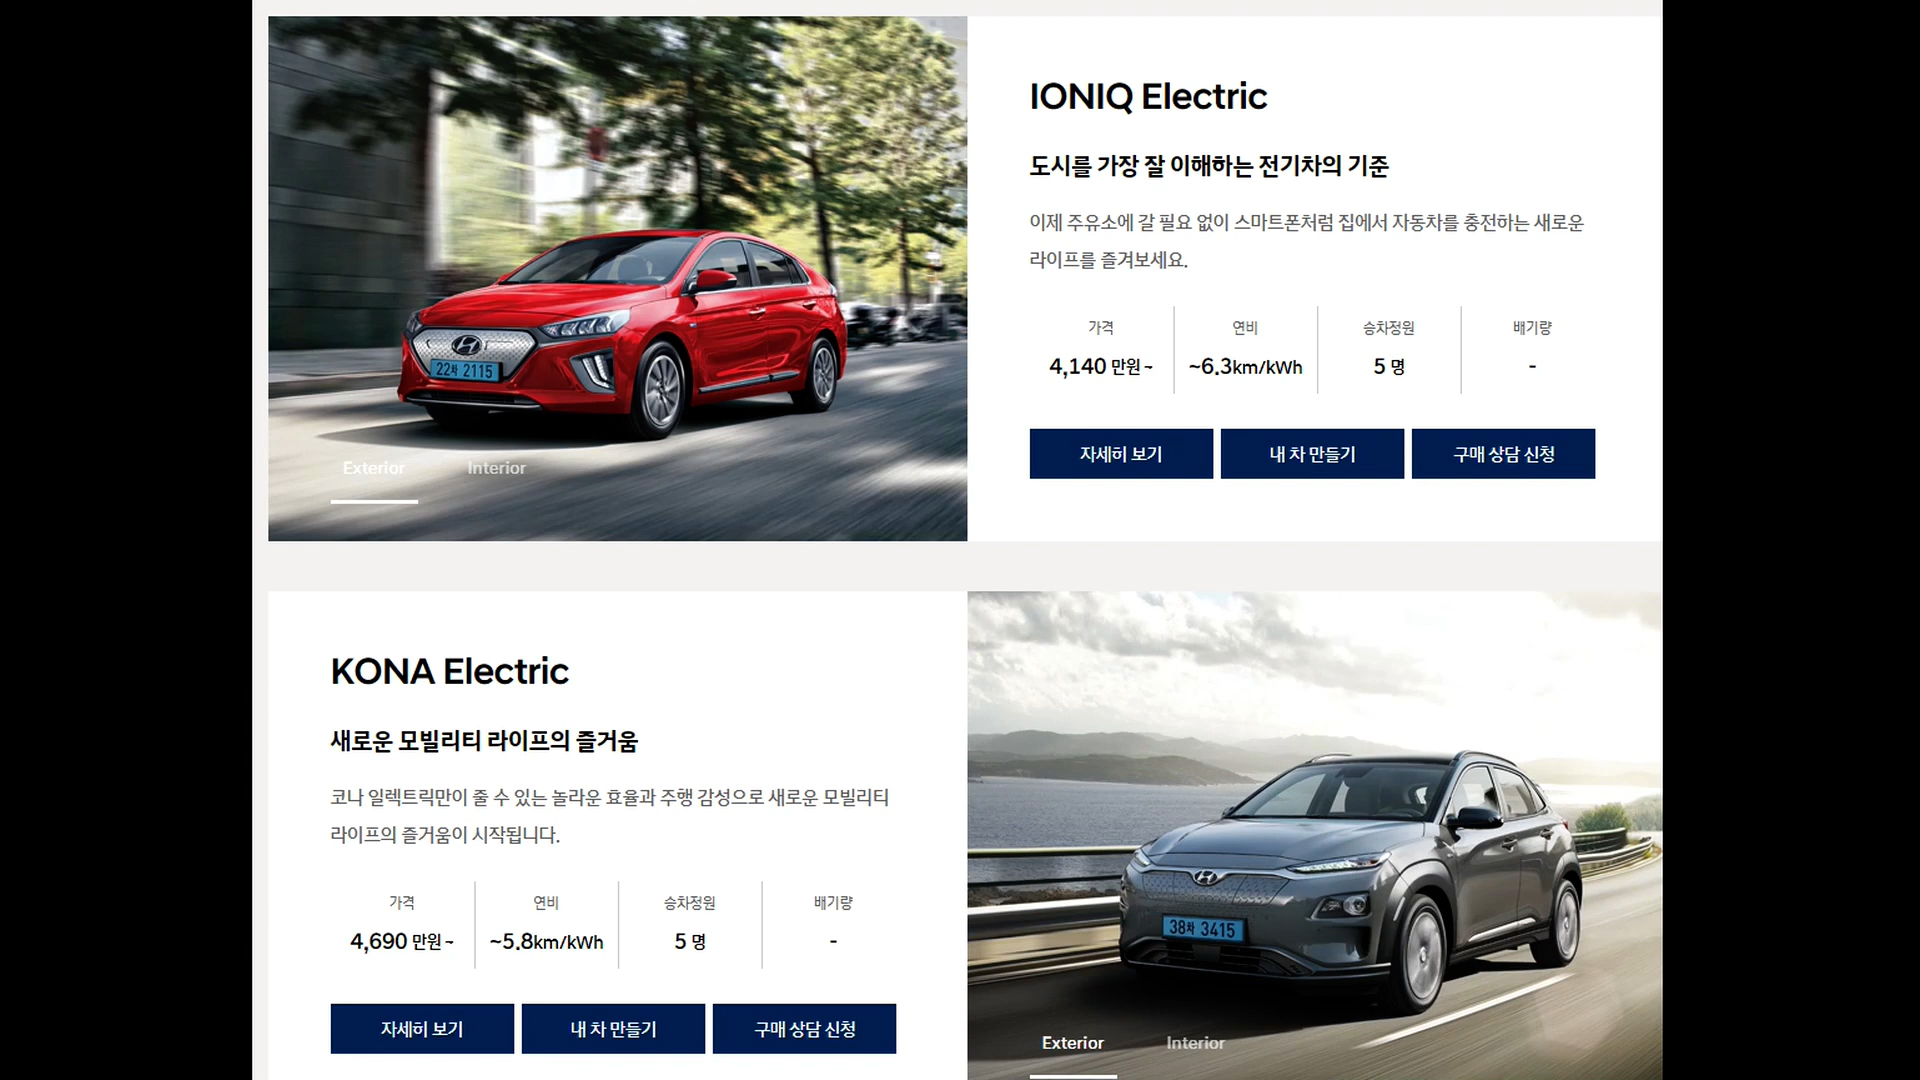 IONIQ Electric
도시를 가장 잘 이해하는 전기차의 기준
이제 주유소에 갈 필요 없이 스마트폰처럼 집에서 자동차를 충전하는 새로운
라이프를 즐겨보세요.
가격 연비 승차정원 배기량
4,140 만원 ~ ~6.3km/kWh 5 명 -
자세히 보기 내 차 만들기 구매 상담 신청
22차 2115
Exterior Interior
KONA Electric
새로운 모빌리티 라이프의 즐거움
코나 일렉트릭만이 줄 수 있는 놀라운 효율과 주행 감성으로 새로운 모빌리티
라이프의 즐거움이 시작됩니다.
가격 연비 승차정원 배기량
4,690 만원 ~ ~5.8km/kWh 5 명 -
자세히 보기 내 차 만들기 구매 상담 신청
38차 3415
Exterior Interior